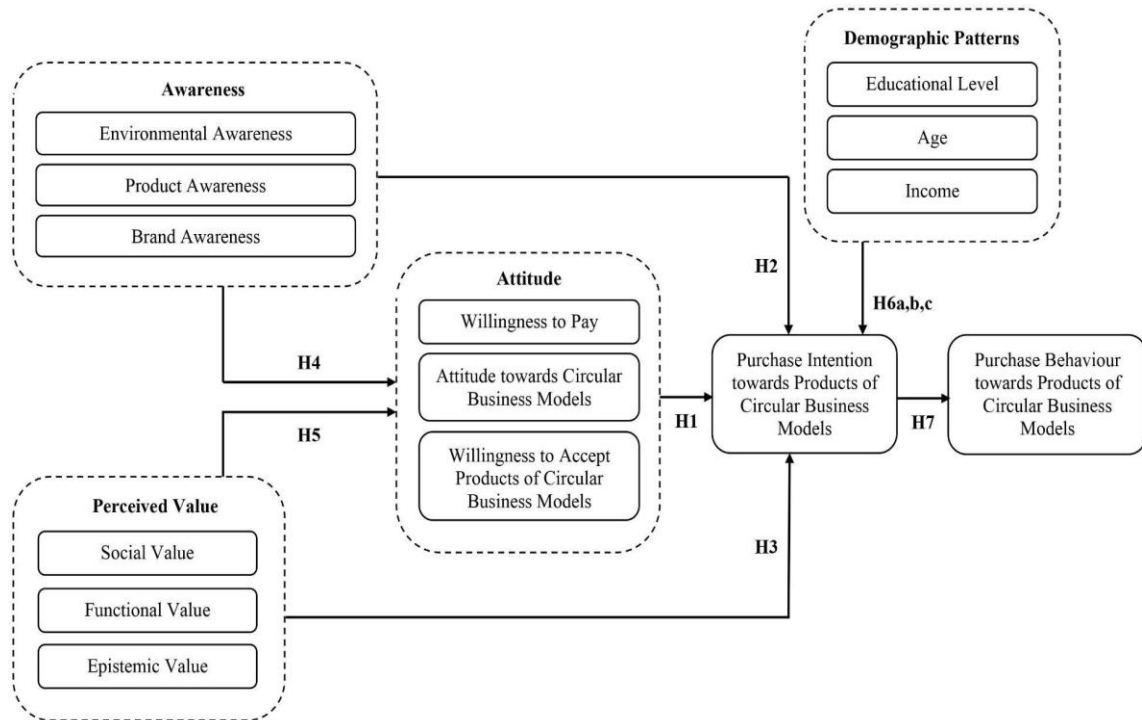 Demographic Patterns
Educational Level
Age
Income
Awareness
Environmental Awareness
Product Awareness
Brand Awareness
H2
H6a,b,c
Attitude
Willingness to Pay
Attitude towards Circular
Business Models
Willingness to Accept
Products of Circular
Business Models
H4
H5
H1
Purchase Intention
towards Products of
Circular Business
Models
H7
Purchase Behaviour
towards Products of
Circular Business
Models
Perceived Value
Social Value
Functional Value
Epistemic Value
H3